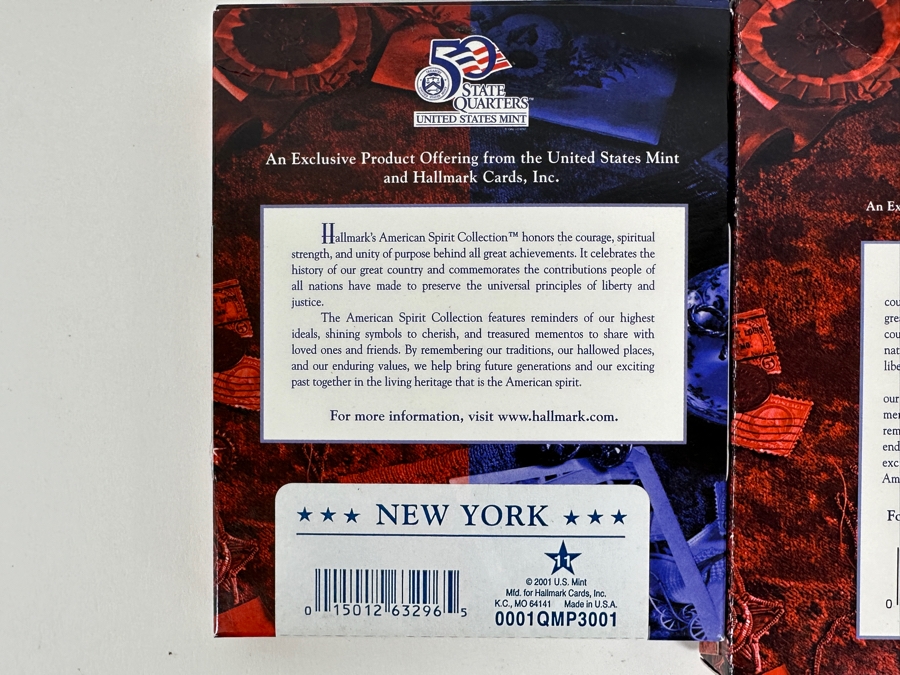 50
STATE
QUARTERS™
UNITED STATES MINT
An Exclusive Product Offering from the United States Mint
and Hallmark Cards, Inc.
Hallmark's American Spirit Collection™ honors the courage, spiritual
strength, and unity of purpose behind all great achievements. It celebrates the
history of our great country and commemorates the contributions people of
all nations have made to preserve the universal principles of liberty and
justice.
The American Spirit Collection features reminders of our highest
ideals, shining symbols to cherish, and treasured mementos to share with
loved ones and friends. By remembering our traditions, our hallowed places,
and our enduring values, we help bring future generations and our exciting
past together in the living heritage that is the American spirit.
For more information, visit www.hallmark.com.
★ ★ ★ NEW YORK ★ ★ ★
11
© 2001 U.S. Mint
Mfd. for Hallmark Cards, Inc.
K.C., MO 64141 Made in U.S.A.
0001QMP3001
0 15012 63296 5
An Ex
cou
grea
cou
nat
libe
our
men
rem
end
exc
Am
Fo
0